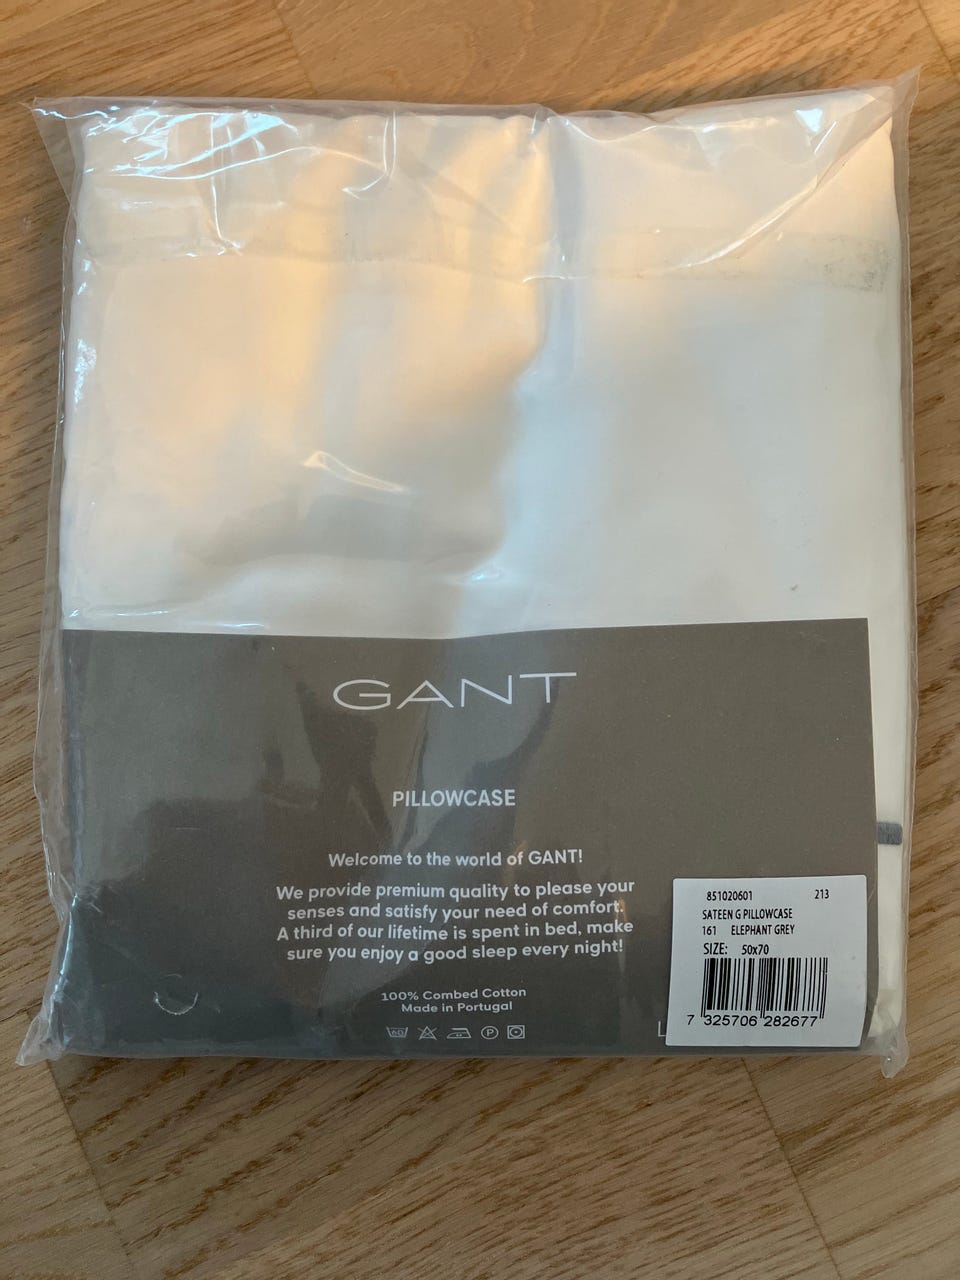 GANT
PILLOWCASE
Welcome to the world of GANT!
We provide premium quality to please your
senses and satisfy your need of comfort.
A third of our lifetime is spent in bed, make
sure you enjoy a good sleep every night!
100% Combed Cotton
Made in Portugal
60 P
851020601 213
SATEEN G PILLOWCASE
161 ELEPHANT GREY
SIZE: 50x70
7 325706 282677